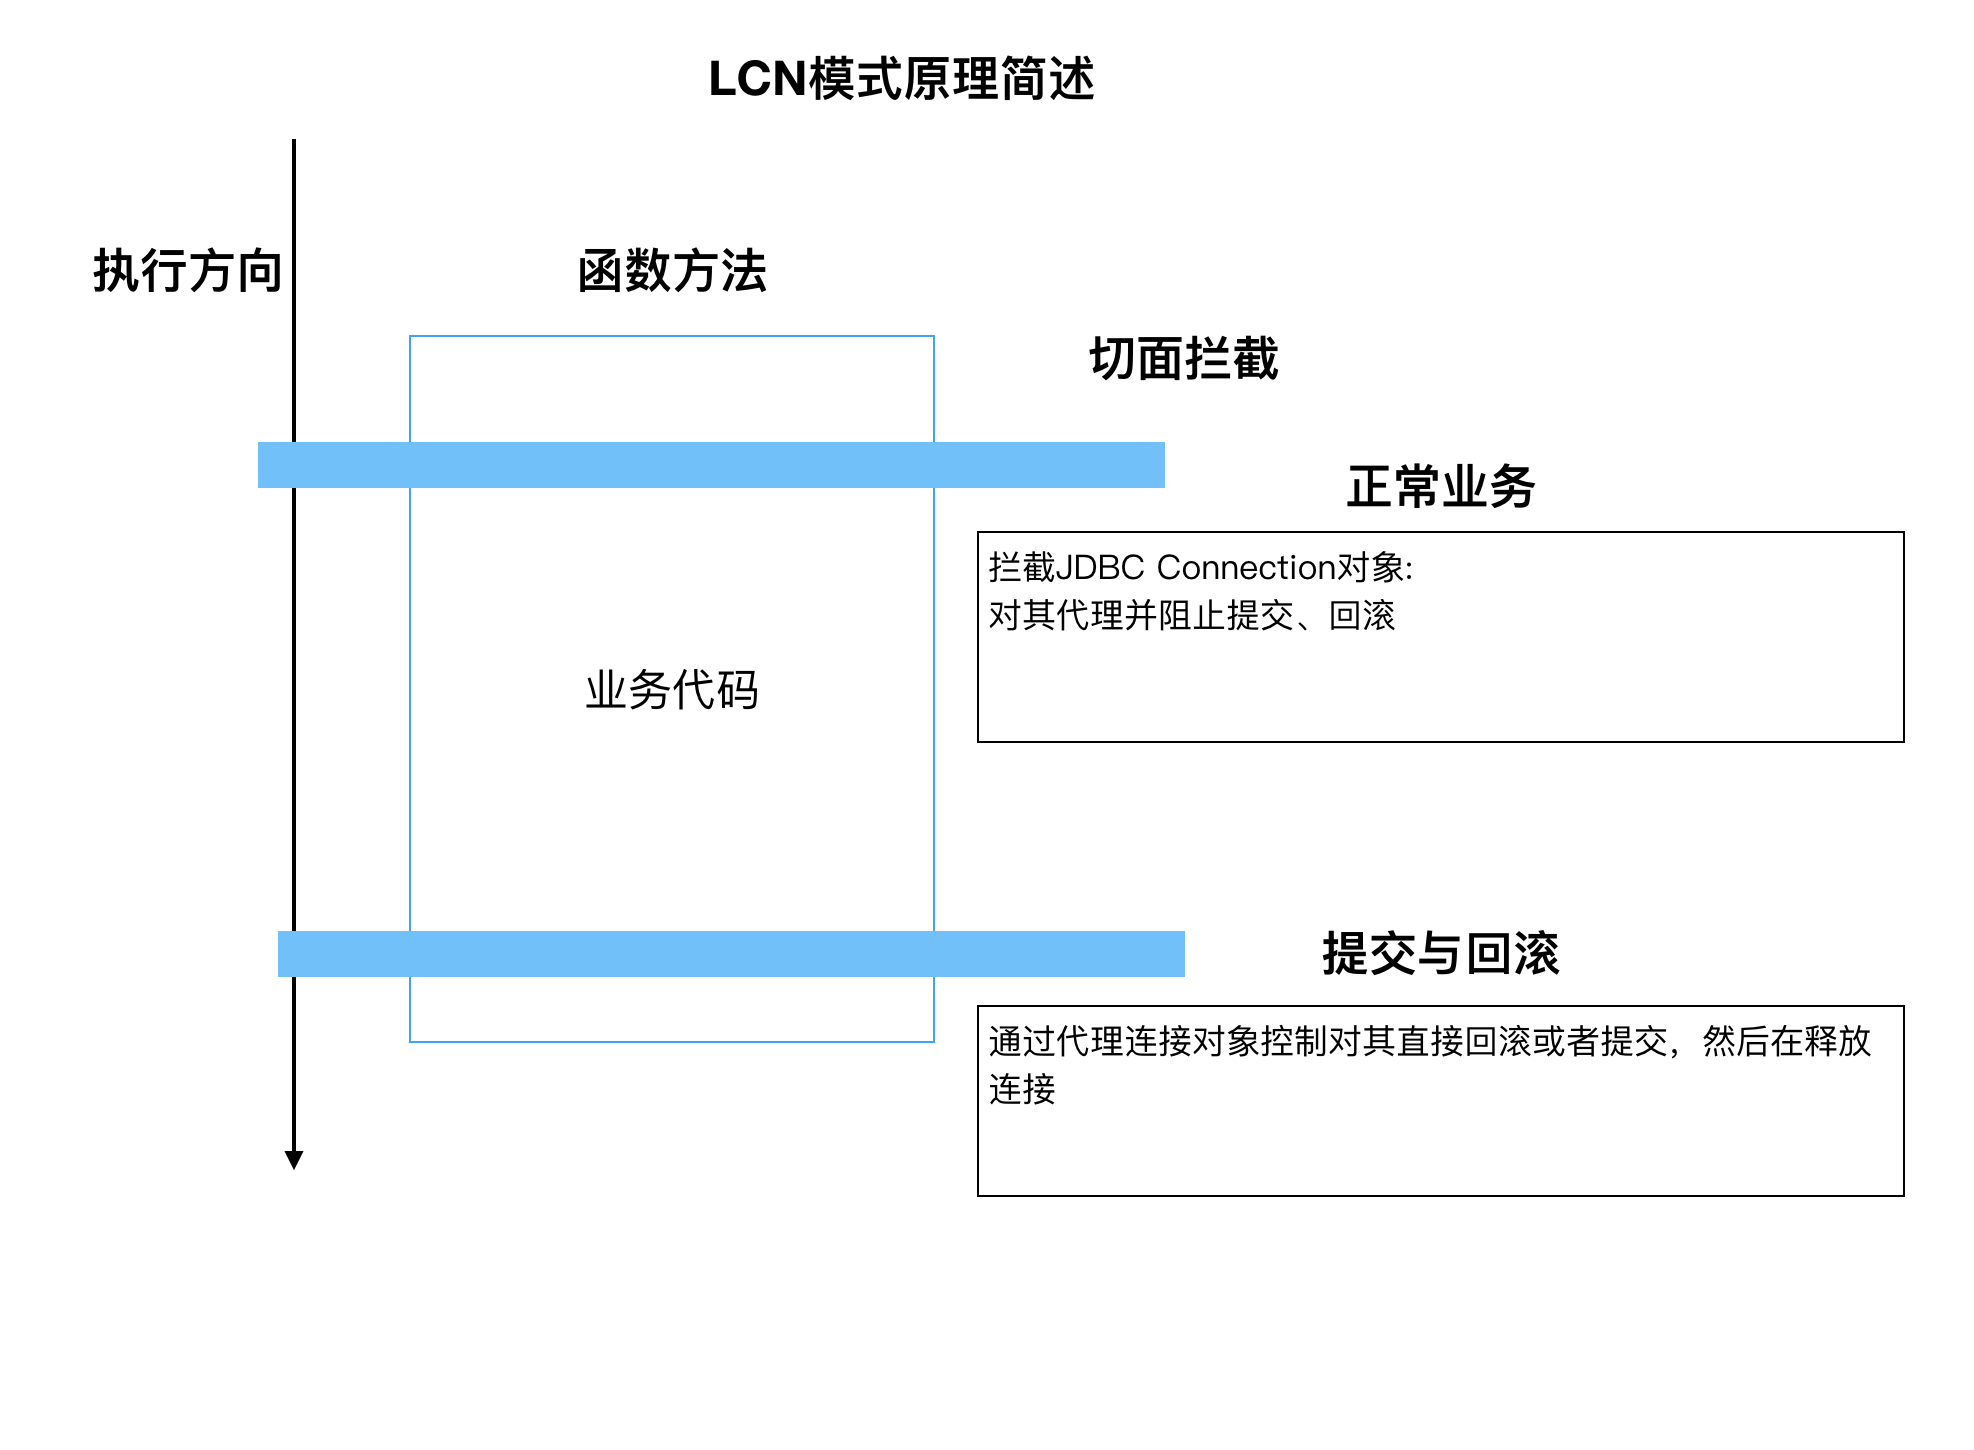 LCN模式原理简述
执行方向
函数方法
切面拦截
正常业务
拦截JDBC Connection对象:
对其代理并阻止提交、回滚
业务代码
提交与回滚
通过代理连接对象控制对其直接回滚或者提交，然后在释放
连接